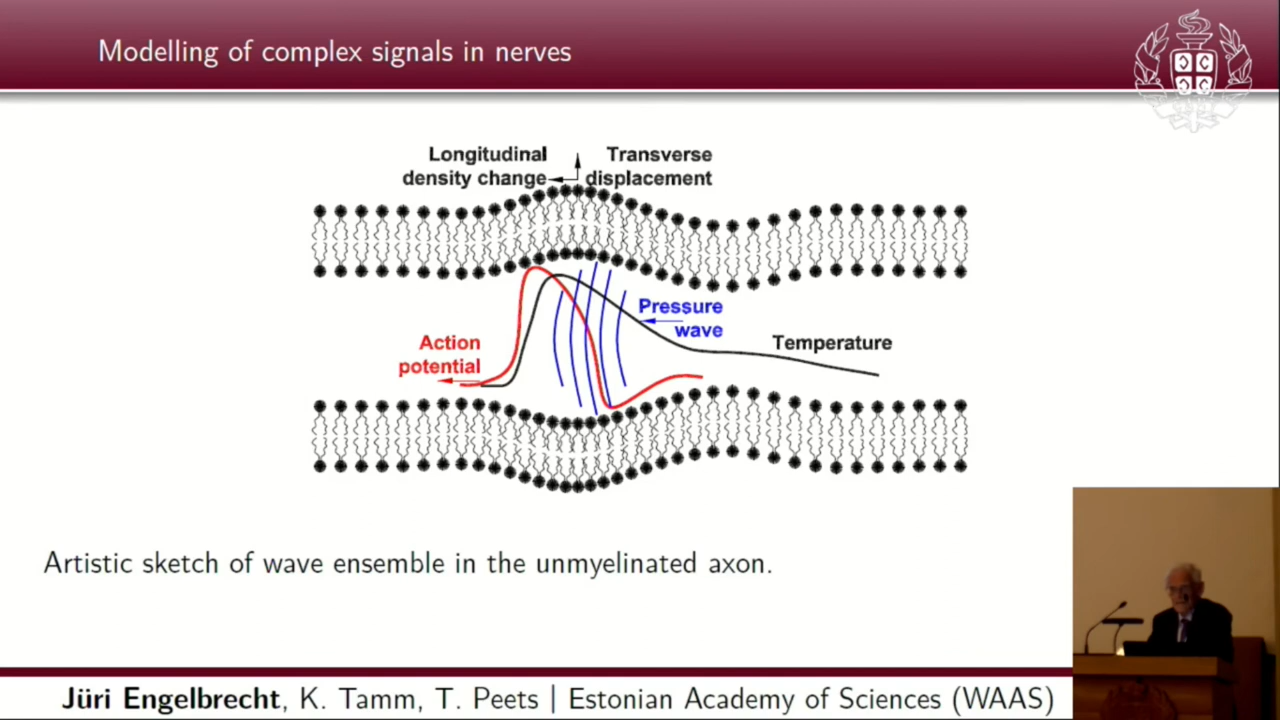 Modelling of complex signals in nerves
Longitudinal
density change
Transverse
displacement
Pressure
wave
Action
potential
Temperature
Artistic sketch of wave ensemble in the unmyelinated axon.
Jüri Engelbrecht, K. Tamm, T. Peets | Estonian Academy of Sciences (WAAS)